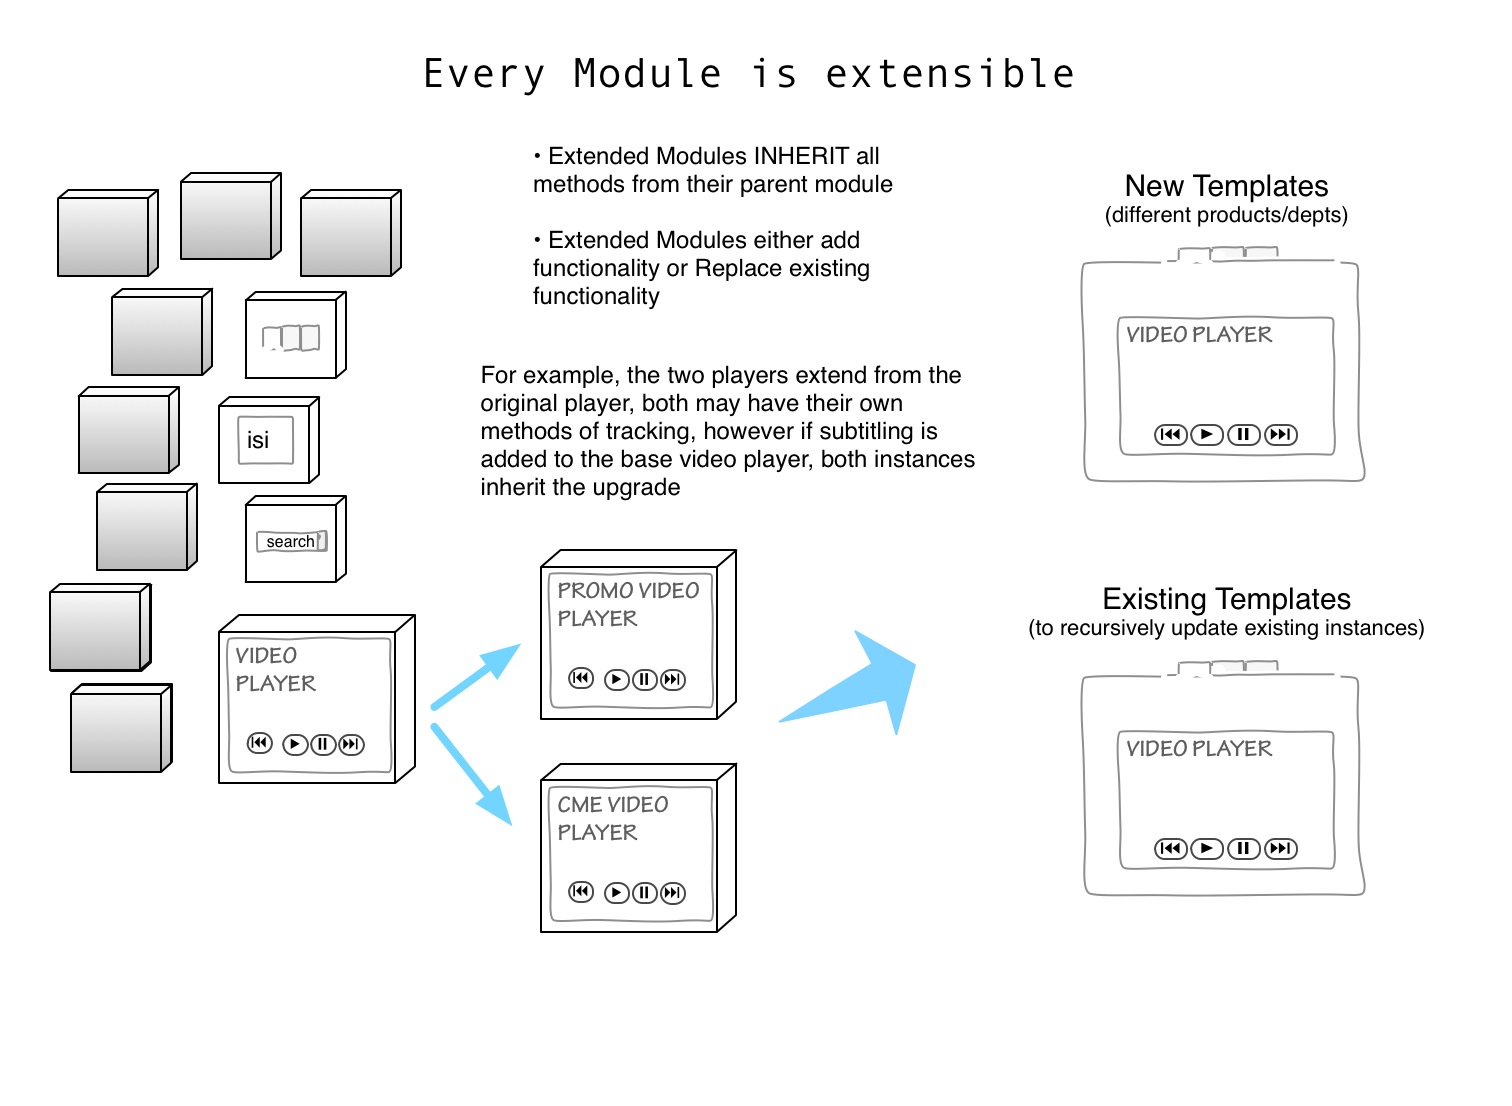 Every Module is extensible
• Extended Modules INHERIT all
methods from their parent module
• Extended Modules either add
functionality or Replace existing
functionality
For example, the two players extend from the
original player, both may have their own
methods of tracking, however if subtitling is
added to the base video player, both instances
inherit the upgrade
isi
search
VIDEO
PLAYER
PROMO VIDEO
PLAYER
CME VIDEO
PLAYER
New Templates
(different products/depts)
VIDEO PLAYER
Existing Templates
(to recursively update existing instances)
VIDEO PLAYER